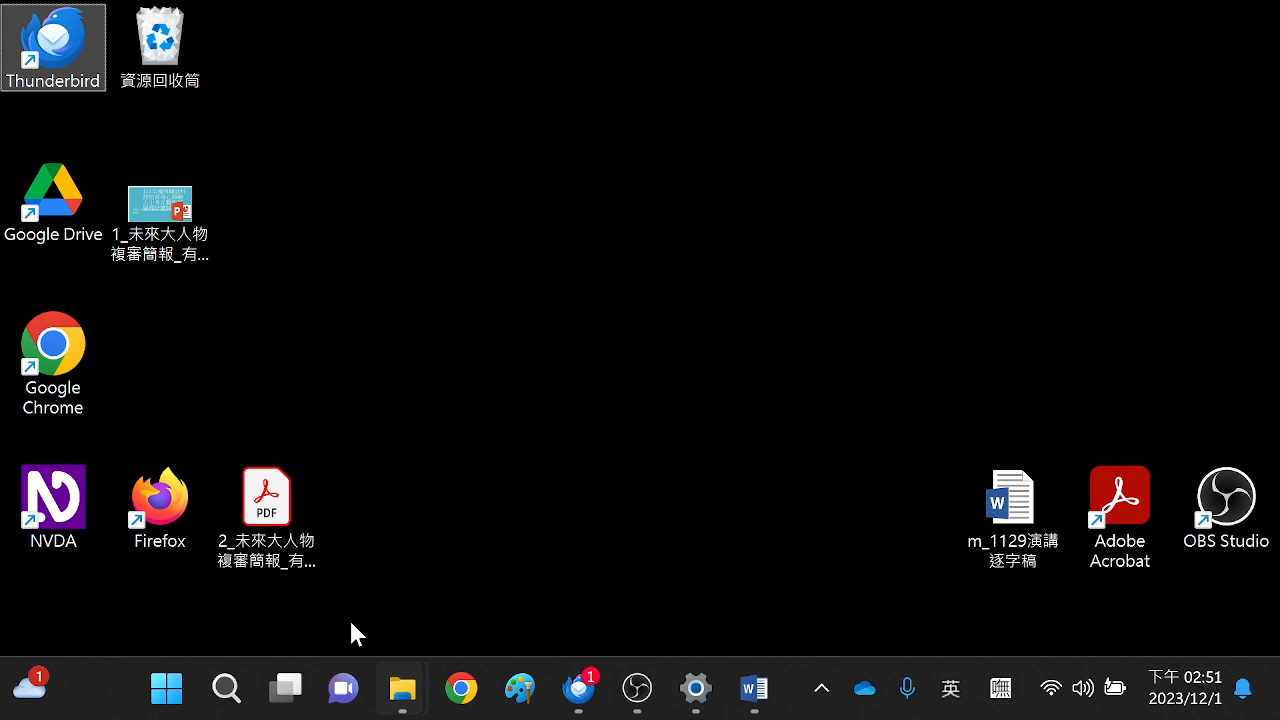 Thunderbird
資源回收筒
Google Drive
1_未來大人物
複審簡報_有...
Google
Chrome
NVDA
Firefox
PDF
2_未來大人物
複審簡報_有...
W
m_1129演講
逐字稿
Adobe
Acrobat
OBS Studio
1
1
W
英
下午 02:51
2023/12/1